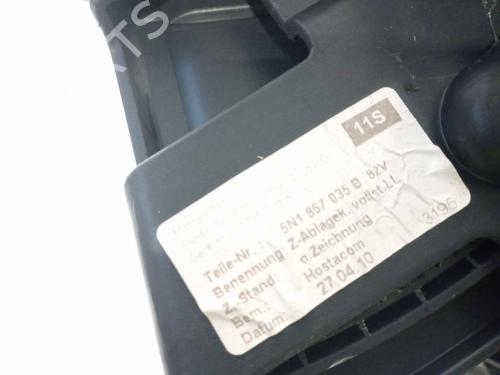 PARTS
11S
Teile-Nr.: 5N1 857 035 B 82V
Benennung: Z-Ablagek. vollst.LL
Z.-Stand: o.Zeichnung
Bem.: Hostacom
Datum: 27.04.10
3196